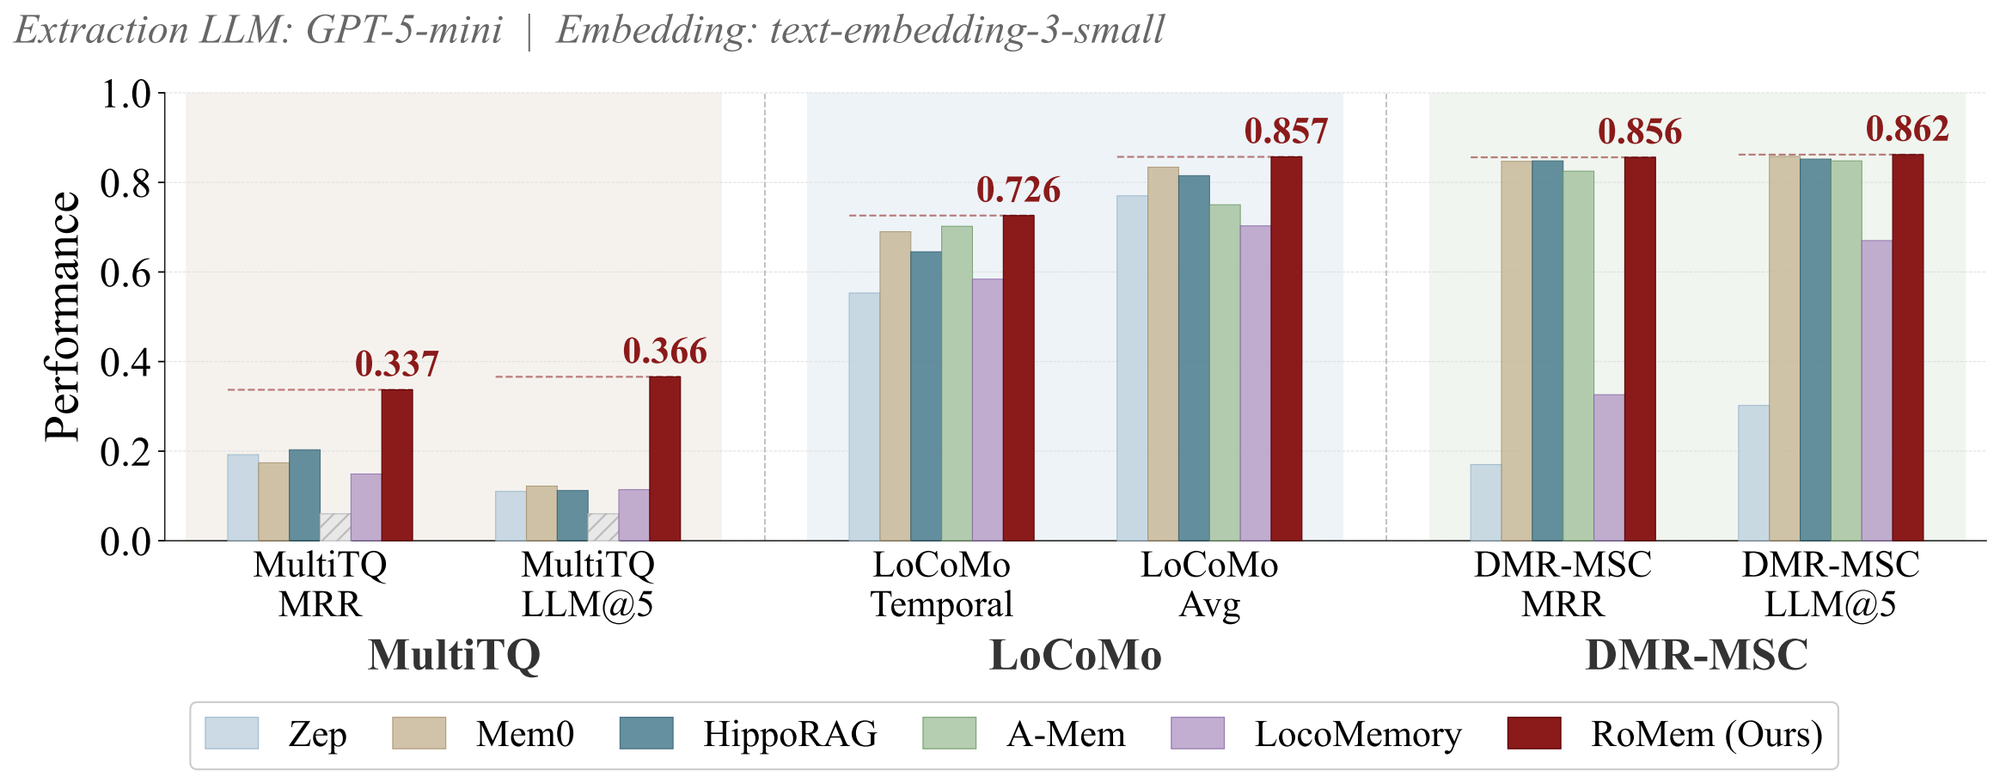 Extraction LLM: GPT-5-mini | Embedding: text-embedding-3-small
Performance
1.0
0.8
0.6
0.4
0.2
0.0
0.337
0.366
0.726
0.857
0.856
0.862
MultiTQ
MRR
MultiTQ
LLM@5
LoCoMo
Temporal
LoCoMo
Avg
DMR-MSC
MRR
DMR-MSC
LLM@5
MultiTQ
LoCoMo
DMR-MSC
Zep
Mem0
HippoRAG
A-Mem
LocoMemory
RoMem (Ours)